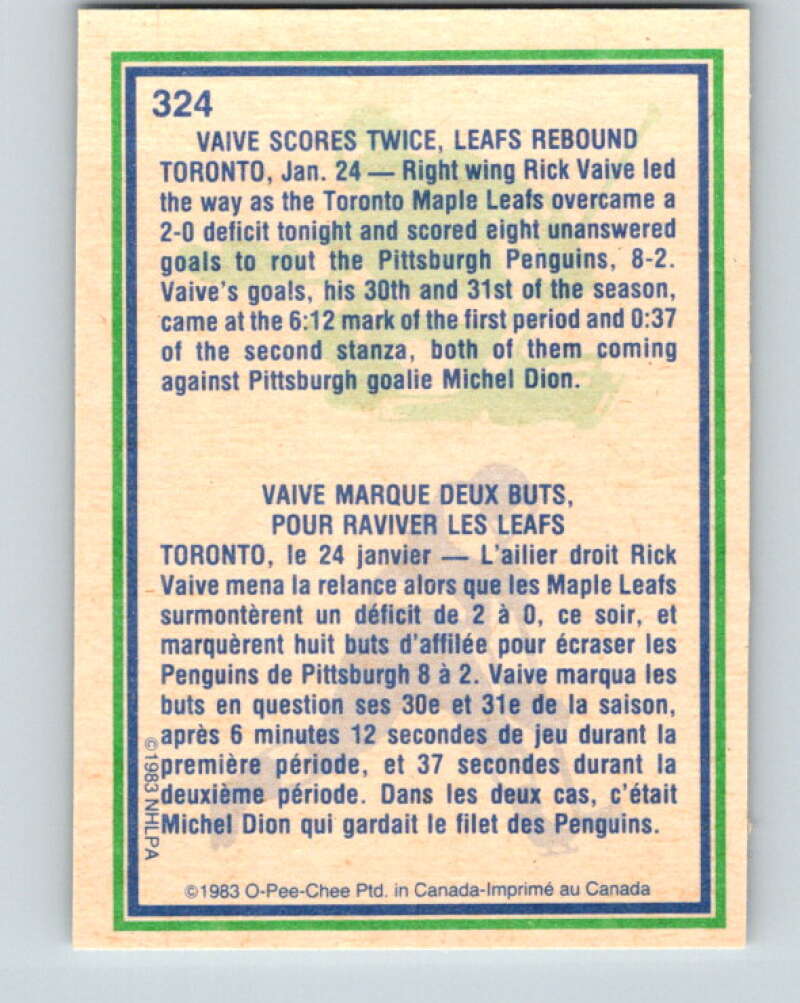 324
VAIVE SCORES TWICE, LEAFS REBOUND
TORONTO, Jan. 24 — Right wing Rick Vaive led
the way as the Toronto Maple Leafs overcame a
2-0 deficit tonight and scored eight unanswered
goals to rout the Pittsburgh Penguins, 8-2.
Vaive's goals, his 30th and 31st of the season,
came at the 6:12 mark of the first period and 0:37
of the second stanza, both of them coming
against Pittsburgh goalie Michel Dion.
VAIVE MARQUE DEUX BUTS,
POUR RAVIVER LES LEAFS
TORONTO, le 24 janvier — L'ailier droit Rick
Vaive mena la relance alors que les Maple Leafs
surmontèrent un déficit de 2 à 0, ce soir, et
marquèrent huit buts d'affilée pour écraser les
Penguins de Pittsburgh 8 à 2. Vaive marqua les
buts en question ses 30e et 31e de la saison,
après 6 minutes 12 secondes de jeu durant la
première période, et 37 secondes durant la
deuxième période. Dans les deux cas, c'était
Michel Dion qui gardait le filet des Penguins.
©1983 NHLPA
©1983 O-Pee-Chee Ptd. in Canada-Imprimé au Canada